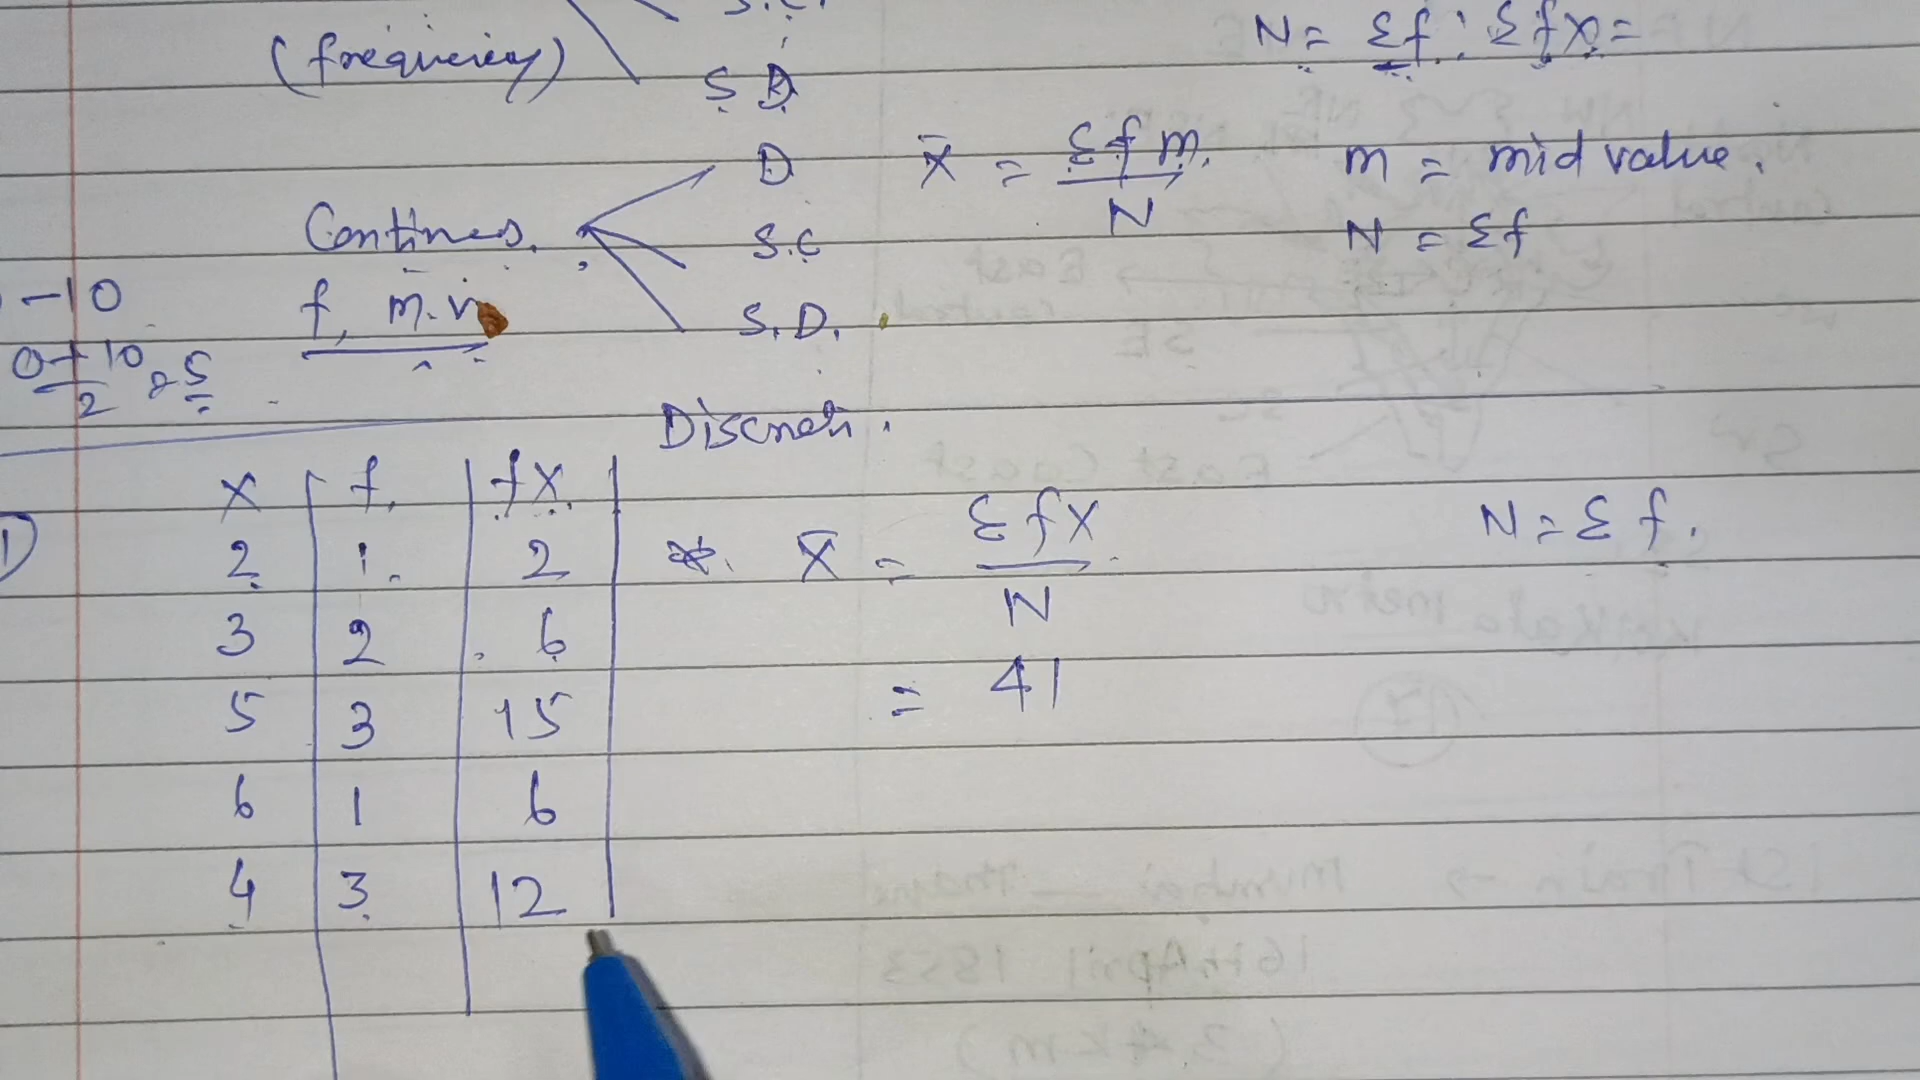 S.C.
(frequency)
N = Σf : ΣfX =
S D
D X̄ = Σfm. / N m = mid value.
Contines. S.C N = Σf
-10 f, m.v S.D.
0+10 / 2 = 5
Discrete.
X f. fX.
1) 2 1. 2 X̄ = ΣfX / N N = Σf.
3 2 6
5 3 15 = 41
6 1 6
4 3 12